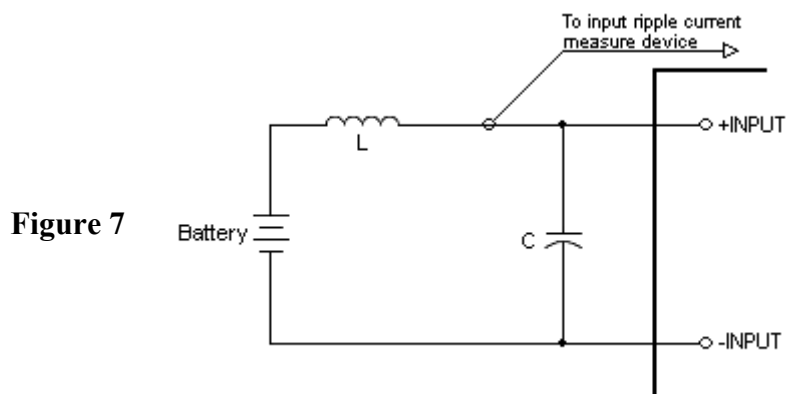 To input ripple current
measure device
+INPUT
L
Figure 7
Battery
C
-INPUT